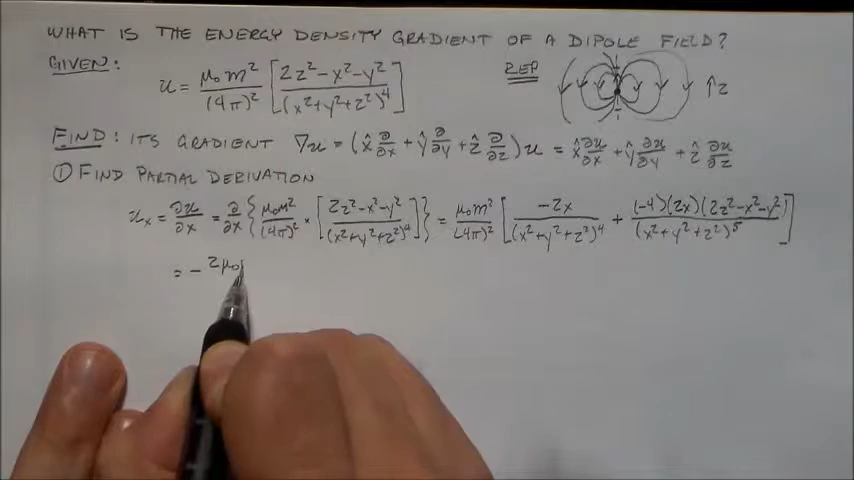 WHAT IS THE ENERGY DENSITY GRADIENT OF A DIPOLE FIELD?
GIVEN: u = μ₀m²/(4π)² [ (2z²-x²-y²)/(x²+y²+z²)⁴ ] REP ↑z
FIND: ITS GRADIENT ∇u = (x̂ ∂/∂x + ŷ ∂/∂y + ẑ ∂/∂z)u = x̂ ∂u/∂x + ŷ ∂u/∂y + ẑ ∂u/∂z
① FIND PARTIAL DERIVATION
uₓ = ∂u/∂x = ∂/∂x { μ₀m²/(4π)² × [ (2z²-x²-y²)/(x²+y²+z²)⁴ ] } = μ₀m²/(4π)² [ -2x/(x²+y²+z²)⁴ + (-4)(2x)(2z²-x²-y²)/(x²+y²+z²)⁵ ]
= - 2μ₀